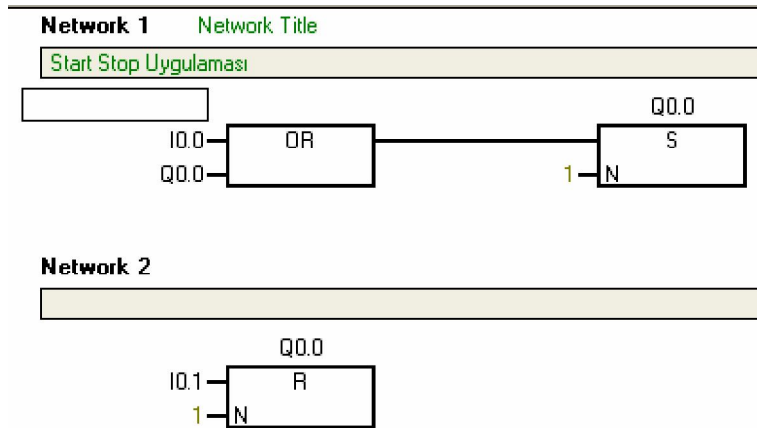 Network 1 Network Title
Start Stop Uygulaması
Q0.0
I0.0 OR S
Q0.0 1 N
Network 2
Q0.0
I0.1 R
1 N